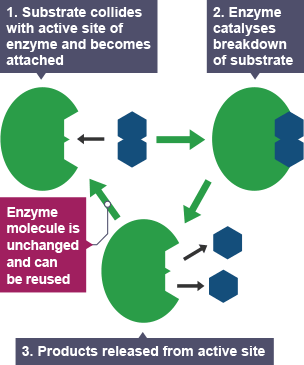 1. Substrate collides
with active site of
enzyme and becomes
attached
2. Enzyme
catalyses
breakdown
of substrate
Enzyme
molecule is
unchanged
and can
be reused
3. Products released from active site